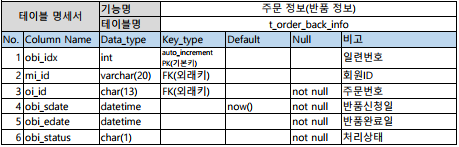 테이블 명세서 기능명 주문 정보(반품 정보)
테이블명 t_order_back_info
No. Column Name Data_type Key_type Default Null 비고
1 obi_idx int auto_increment PK(기본키) 일련번호
2 mi_id varchar(20) FK(외래키) 회원ID
3 oi_id char(13) FK(외래키) not null 주문번호
4 obi_sdate datetime now() not null 반품신청일
5 obi_edate datetime not null 반품완료일
6 obi_status char(1) not null 처리상태